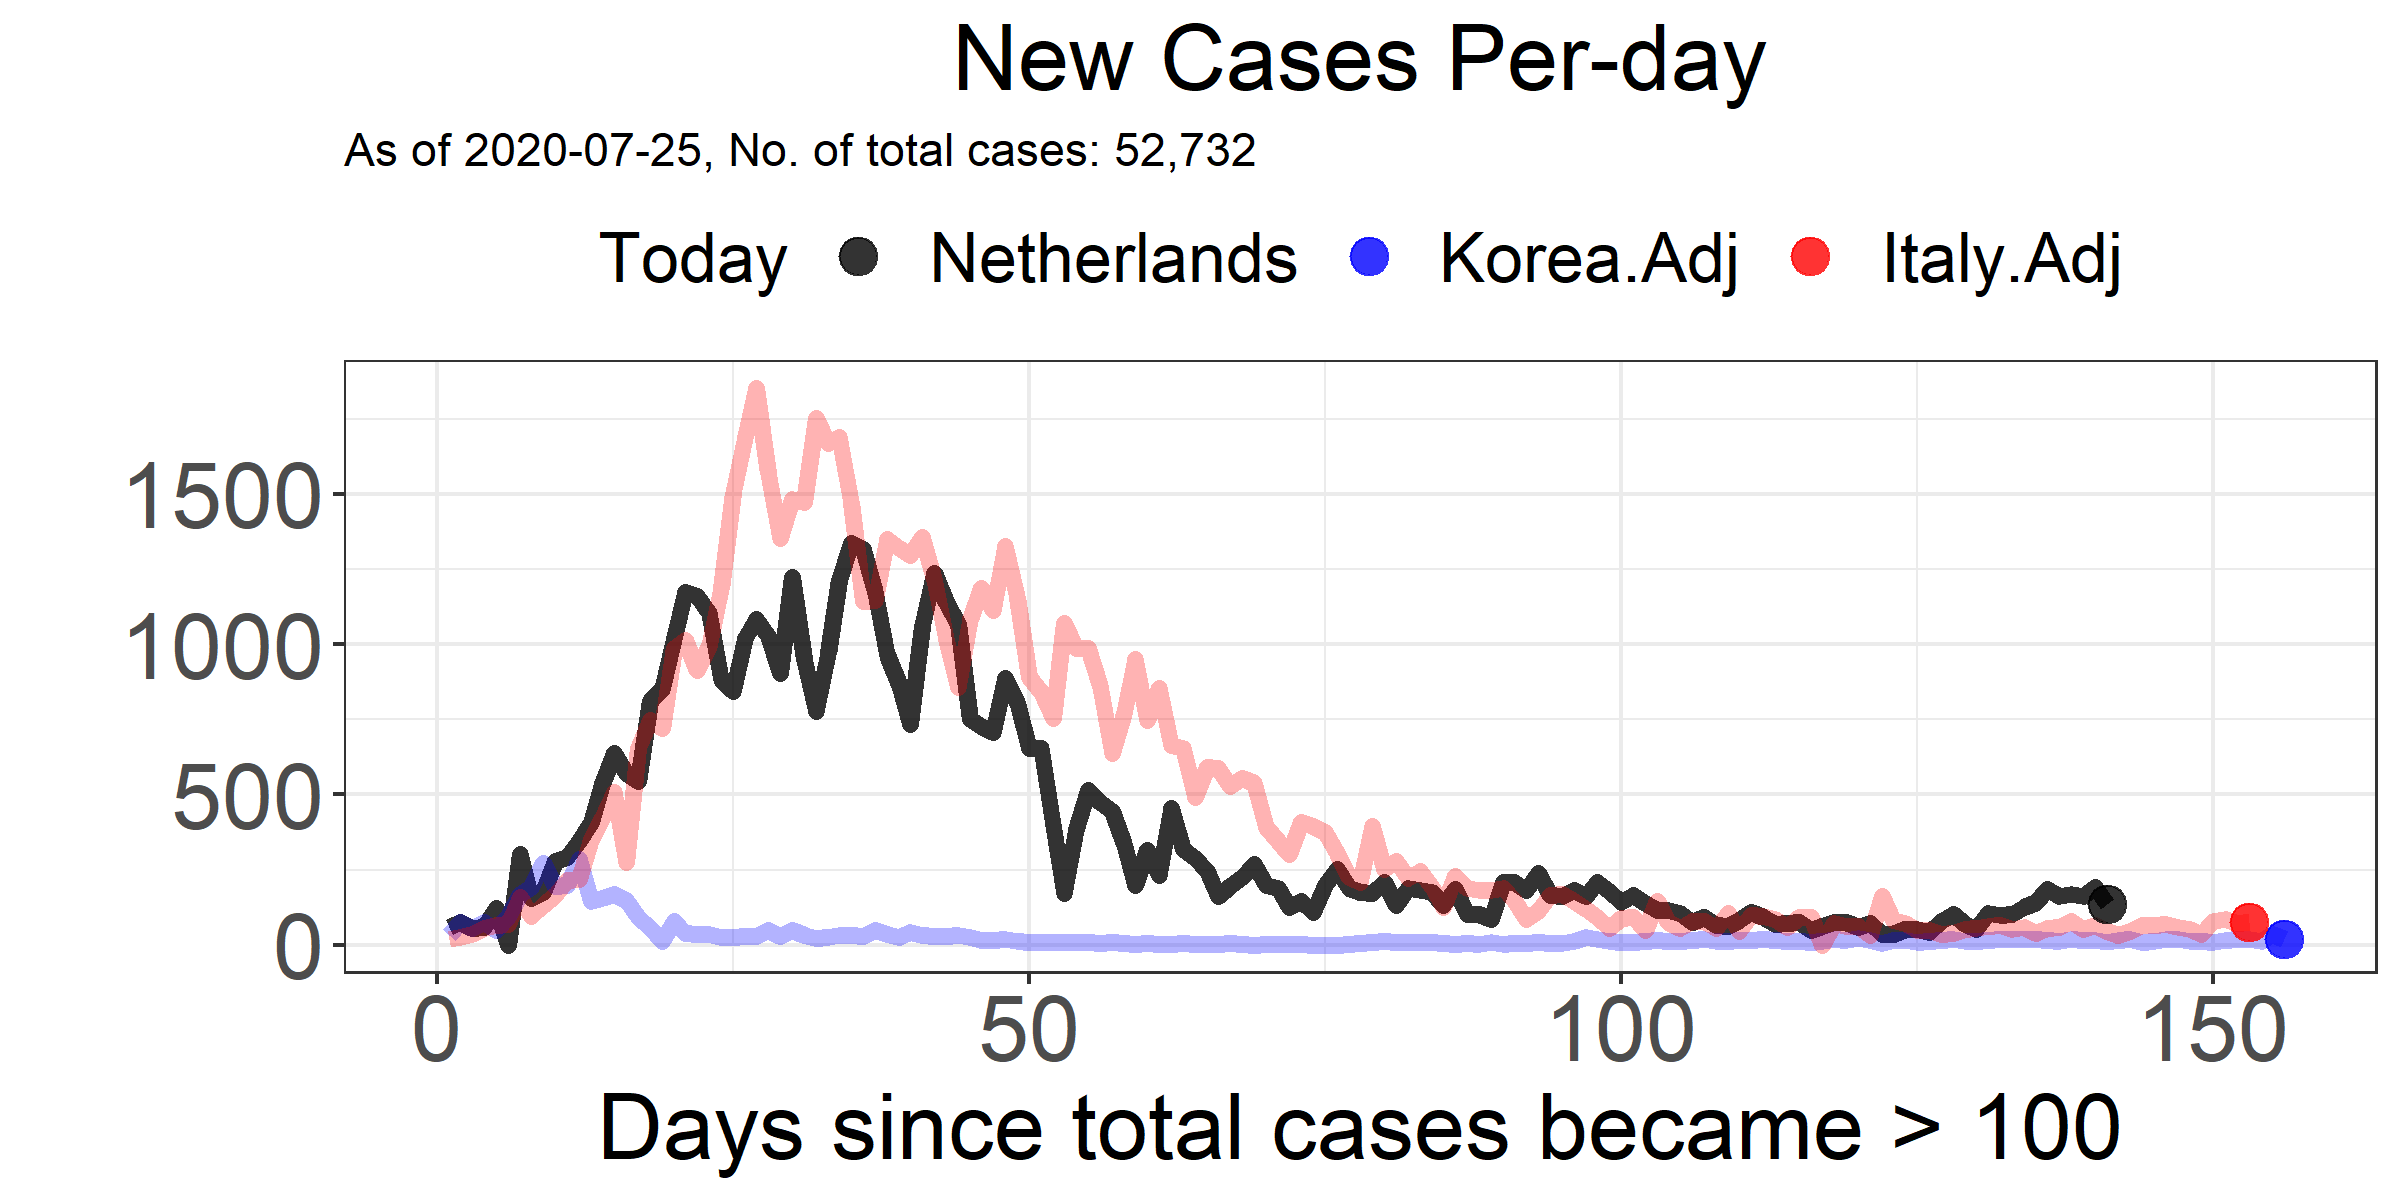 New Cases Per-day
As of 2020-07-25, No. of total cases: 52,732
Today Netherlands Korea.Adj Italy.Adj
1500
1000
500
0
0 50 100 150
Days since total cases became > 100